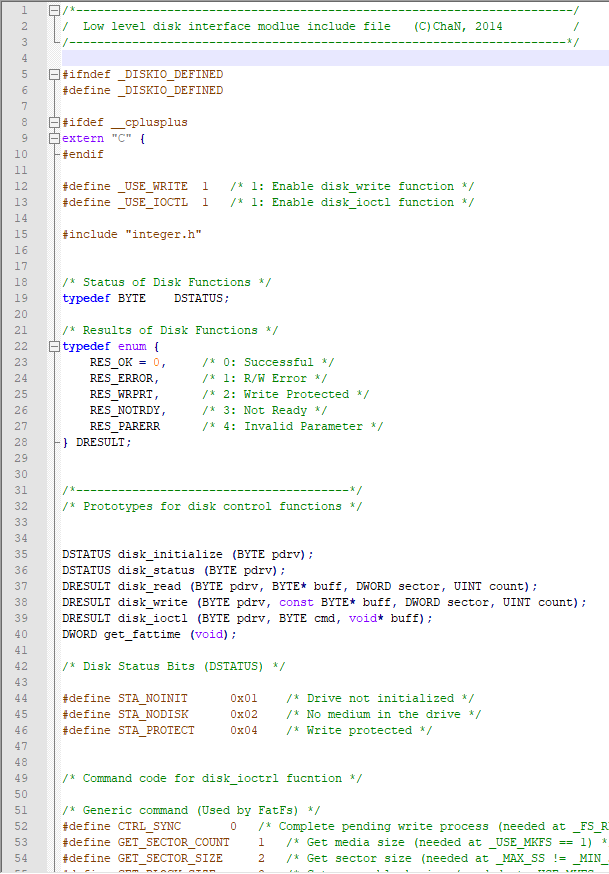 1 /*-----------------------------------------------------------------------/
2 /  Low level disk interface modlue include file   (C)ChaN, 2014          /
3 /-----------------------------------------------------------------------*/
4
5 #ifndef _DISKIO_DEFINED
6 #define _DISKIO_DEFINED
7
8 #ifdef __cplusplus
9 extern "C" {
10 #endif
11
12 #define _USE_WRITE  1   /* 1: Enable disk_write function */
13 #define _USE_IOCTL  1   /* 1: Enable disk_ioctl function */
14
15 #include "integer.h"
16
17
18 /* Status of Disk Functions */
19 typedef BYTE    DSTATUS;
20
21 /* Results of Disk Functions */
22 typedef enum {
23     RES_OK = 0,     /* 0: Successful */
24     RES_ERROR,      /* 1: R/W Error */
25     RES_WRPRT,      /* 2: Write Protected */
26     RES_NOTRDY,     /* 3: Not Ready */
27     RES_PARERR      /* 4: Invalid Parameter */
28 } DRESULT;
29
30
31 /*---------------------------------------*/
32 /* Prototypes for disk control functions */
33
34
35 DSTATUS disk_initialize (BYTE pdrv);
36 DSTATUS disk_status (BYTE pdrv);
37 DRESULT disk_read (BYTE pdrv, BYTE* buff, DWORD sector, UINT count);
38 DRESULT disk_write (BYTE pdrv, const BYTE* buff, DWORD sector, UINT count);
39 DRESULT disk_ioctl (BYTE pdrv, BYTE cmd, void* buff);
40 DWORD get_fattime (void);
41
42 /* Disk Status Bits (DSTATUS) */
43
44 #define STA_NOINIT      0x01    /* Drive not initialized */
45 #define STA_NODISK      0x02    /* No medium in the drive */
46 #define STA_PROTECT     0x04    /* Write protected */
47
48
49 /* Command code for disk_ioctrl fucntion */
50
51 /* Generic command (Used by FatFs) */
52 #define CTRL_SYNC       0   /* Complete pending write process (needed at
53 #define GET_SECTOR_COUNT    1   /* Get media size (needed at _USE_MKFS == 1) *
54 #define GET_SECTOR_SIZE     2   /* Get sector size (needed at _MAX_SS != _MIN_